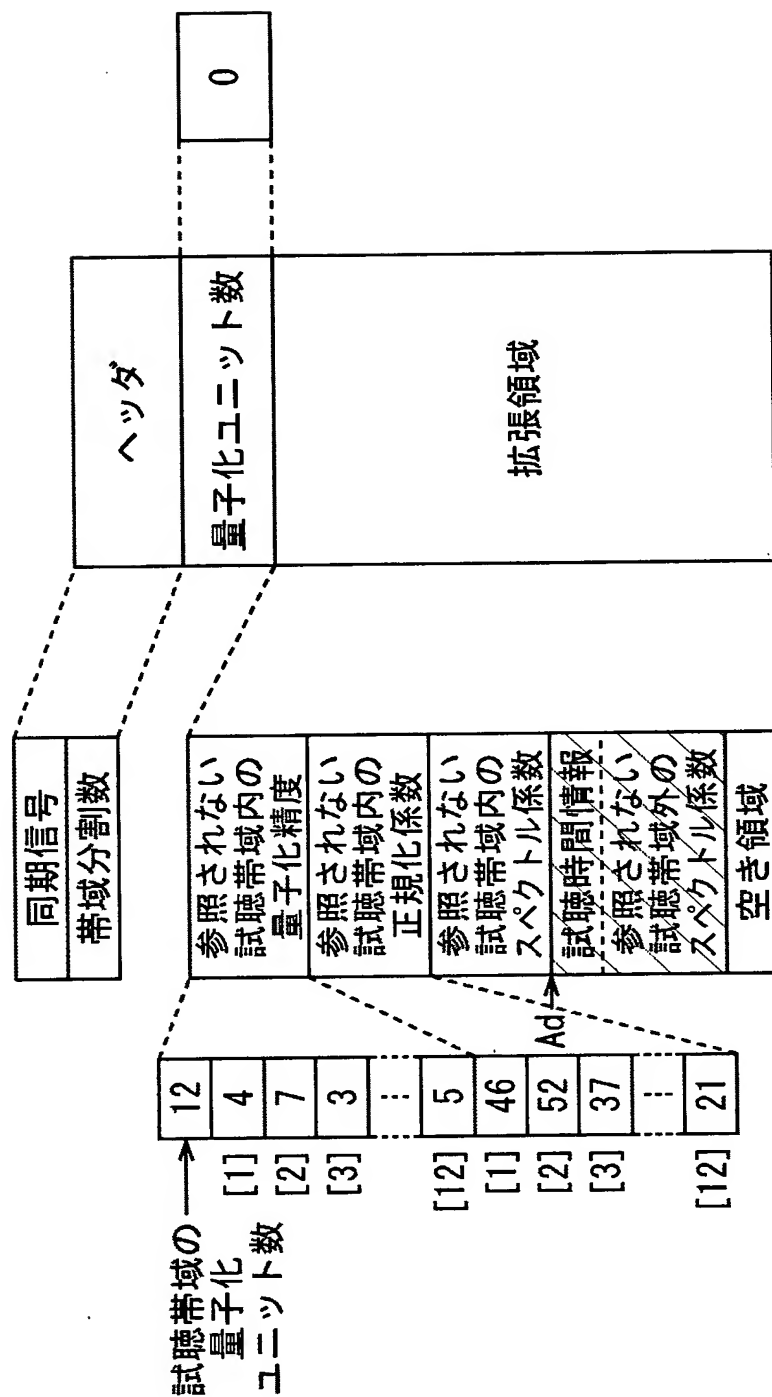 同期信号
帯域分割数
ヘッダ
量子化ユニット数
0
拡張領域
参照されない
試聴帯域内の
量子化精度
参照されない
試聴帯域内の
正規化係数
参照されない
試聴帯域内の
スペクトル係数
試聴時間情報
参照されない
試聴帯域外の
スペクトル係数
空き領域
Ad
試聴帯域の
量子化
ユニット数
12
[1] 4
[2] 7
[3] 3
[12] 5
[1] 46
[2] 52
[3] 37
[12] 21